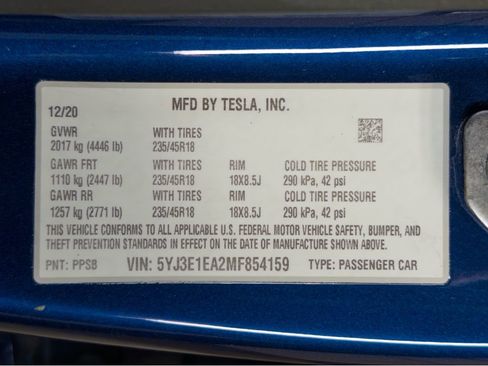 MFD BY TESLA, INC.
12/20
GVWR WITH TIRES
2017 kg (4446 lb) 235/45R18
GAWR FRT WITH TIRES RIM COLD TIRE PRESSURE
1110 kg (2447 lb) 235/45R18 18X8.5J 290 kPa, 42 psi
GAWR RR WITH TIRES RIM COLD TIRE PRESSURE
1257 kg (2771 lb) 235/45R18 18X8.5J 290 kPa, 42 psi
THIS VEHICLE CONFORMS TO ALL APPLICABLE U.S. FEDERAL MOTOR VEHICLE SAFETY, BUMPER, AND
THEFT PREVENTION STANDARDS IN EFFECT ON THE DATE OF MANUFACTURE SHOWN ABOVE.
PNT: PPSB VIN: 5YJ3E1EA2MF854159 TYPE: PASSENGER CAR